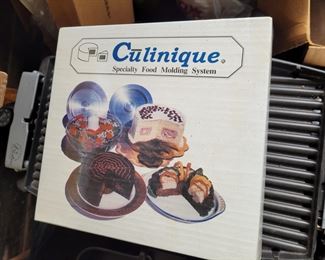 Culinique®
Specialty Food Molding System